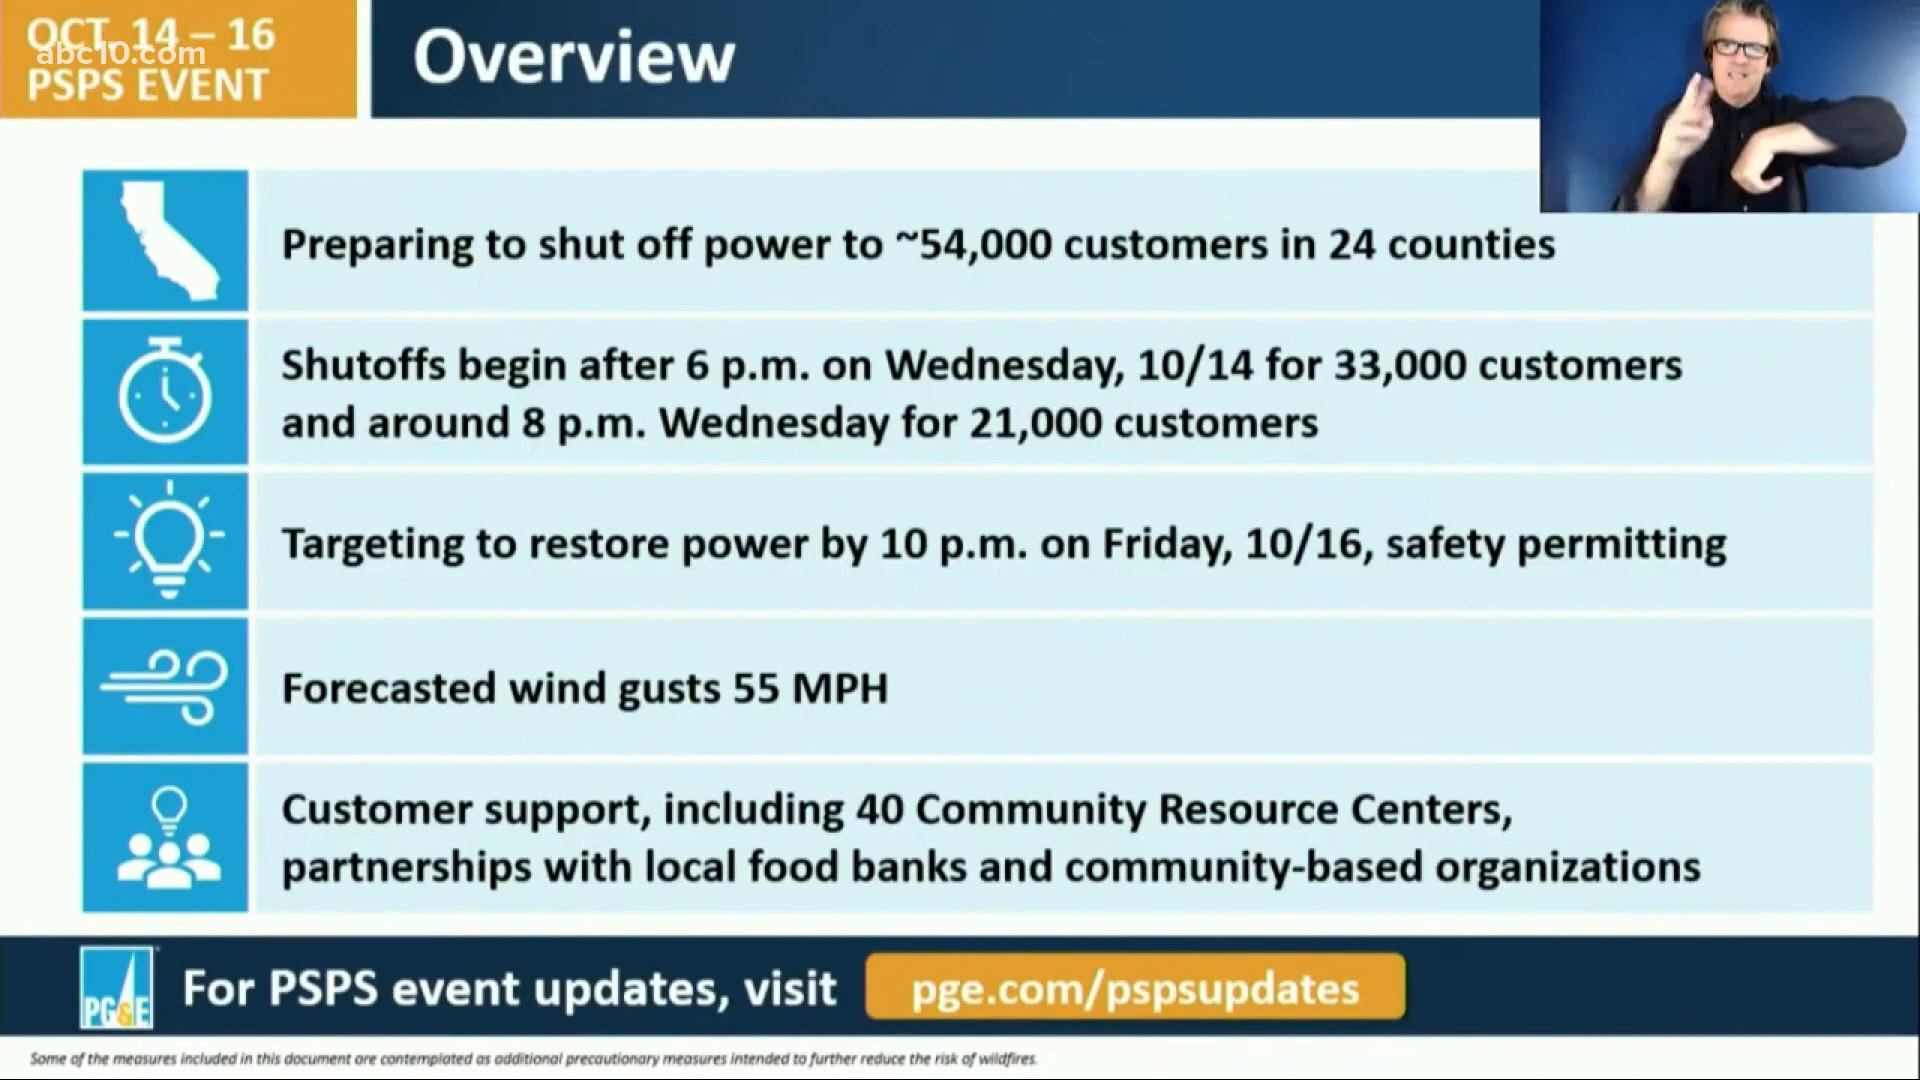 OCT. 14 – 16
abc10.com
PSPS EVENT
Overview
Preparing to shut off power to ~54,000 customers in 24 counties
Shutoffs begin after 6 p.m. on Wednesday, 10/14 for 33,000 customers
and around 8 p.m. Wednesday for 21,000 customers
Targeting to restore power by 10 p.m. on Friday, 10/16, safety permitting
Forecasted wind gusts 55 MPH
Customer support, including 40 Community Resource Centers,
partnerships with local food banks and community-based organizations
PG&E
For PSPS event updates, visit
pge.com/pspsupdates
Some of the measures included in this document are contemplated as additional precautionary measures intended to further reduce the risk of wildfires.